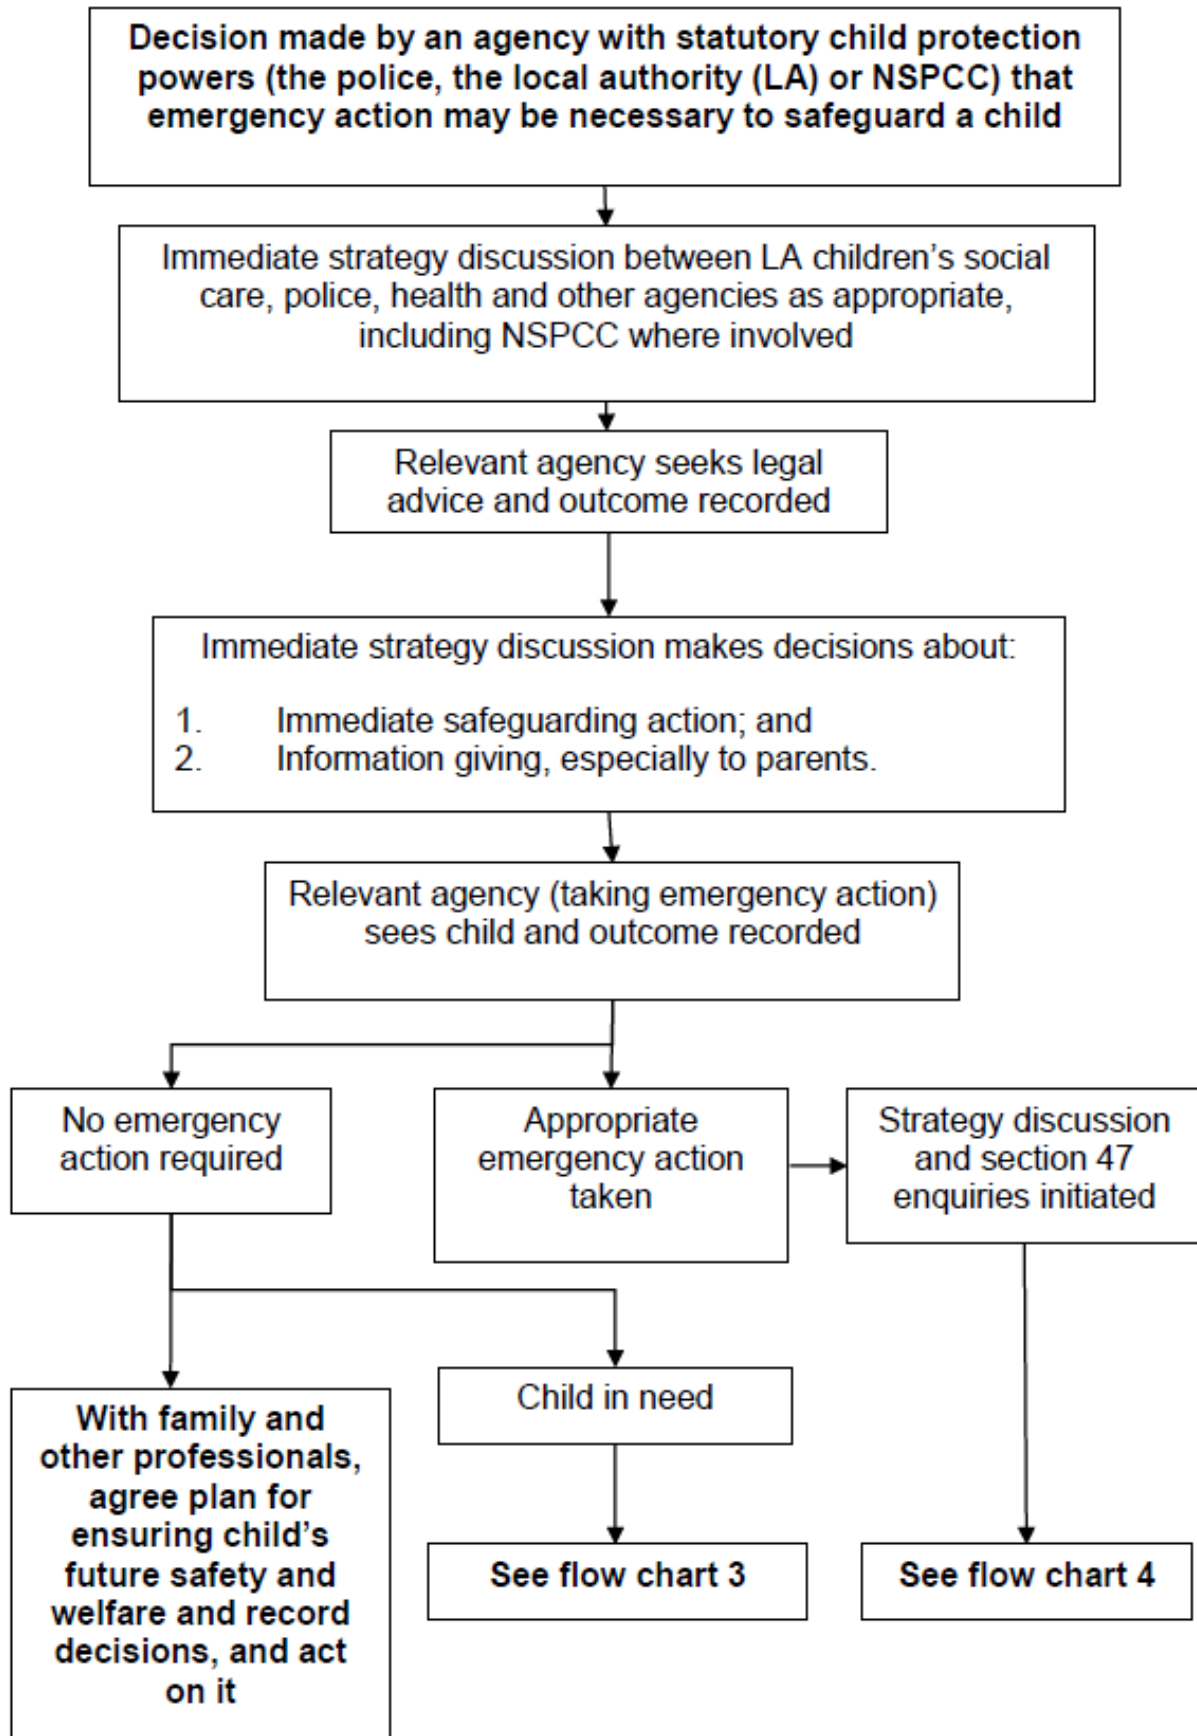 Decision made by an agency with statutory child protection
powers (the police, the local authority (LA) or NSPCC) that
emergency action may be necessary to safeguard a child
Immediate strategy discussion between LA children’s social
care, police, health and other agencies as appropriate,
including NSPCC where involved
Relevant agency seeks legal
advice and outcome recorded
Immediate strategy discussion makes decisions about:
1. Immediate safeguarding action; and
2. Information giving, especially to parents.
Relevant agency (taking emergency action)
sees child and outcome recorded
No emergency
action required
Appropriate
emergency action
taken
Strategy discussion
and section 47
enquiries initiated
With family and
other professionals,
agree plan for
ensuring child’s
future safety and
welfare and record
decisions, and act
on it
Child in need
See flow chart 3
See flow chart 4